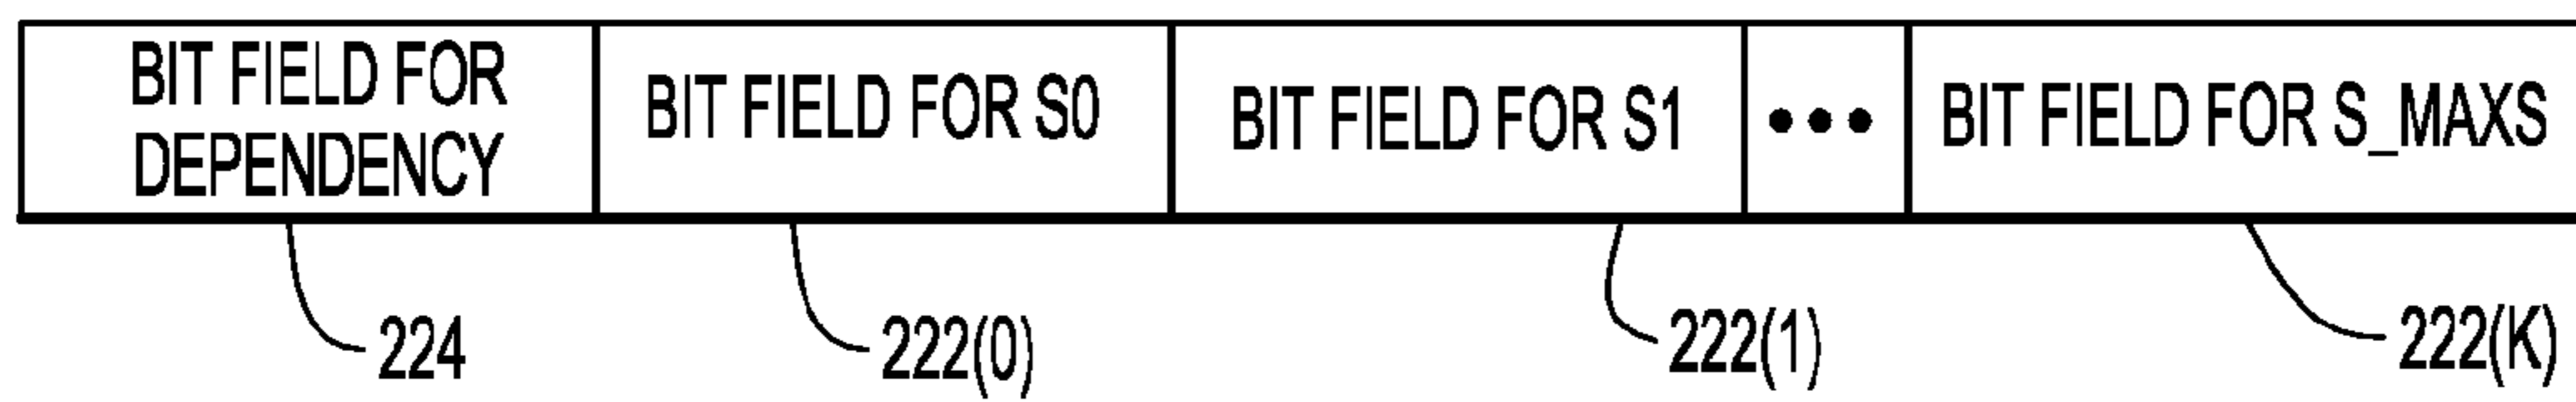 BIT FIELD FOR
DEPENDENCY
BIT FIELD FOR S0
BIT FIELD FOR S1
•••
BIT FIELD FOR S_MAXS
224
222(0)
222(1)
222(K)